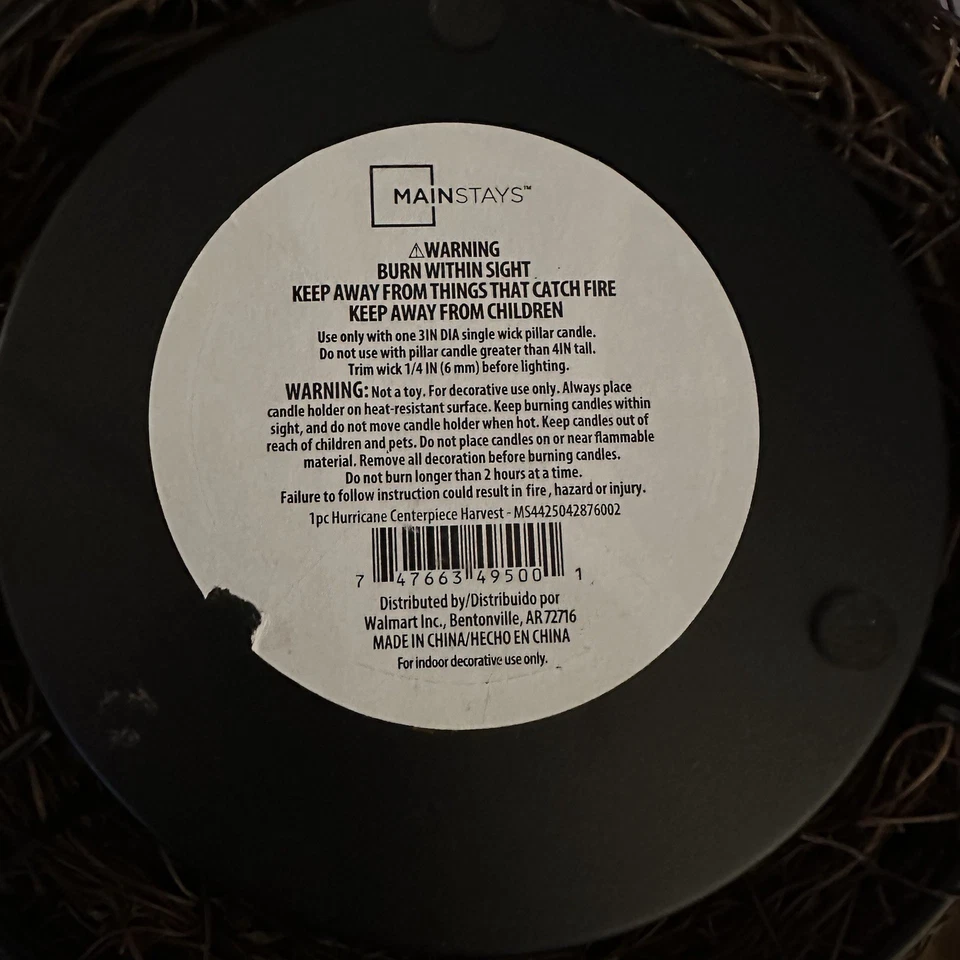 MAINSTAYS™
⚠WARNING
BURN WITHIN SIGHT
KEEP AWAY FROM THINGS THAT CATCH FIRE
KEEP AWAY FROM CHILDREN
Use only with one 3IN DIA single wick pillar candle.
Do not use with pillar candle greater than 4IN tall.
Trim wick 1/4 IN (6 mm) before lighting.
WARNING: Not a toy. For decorative use only. Always place
candle holder on heat-resistant surface. Keep burning candles within
sight, and do not move candle holder when hot. Keep candles out of
reach of children and pets. Do not place candles on or near flammable
material. Remove all decoration before burning candles.
Do not burn longer than 2 hours at a time.
Failure to follow instruction could result in fire, hazard or injury.
1pc Hurricane Centerpiece Harvest - MS4425042876002
7 47663 49500 1
Distributed by/Distribuido por
Walmart Inc., Bentonville, AR 72716
MADE IN CHINA/HECHO EN CHINA
For indoor decorative use only.